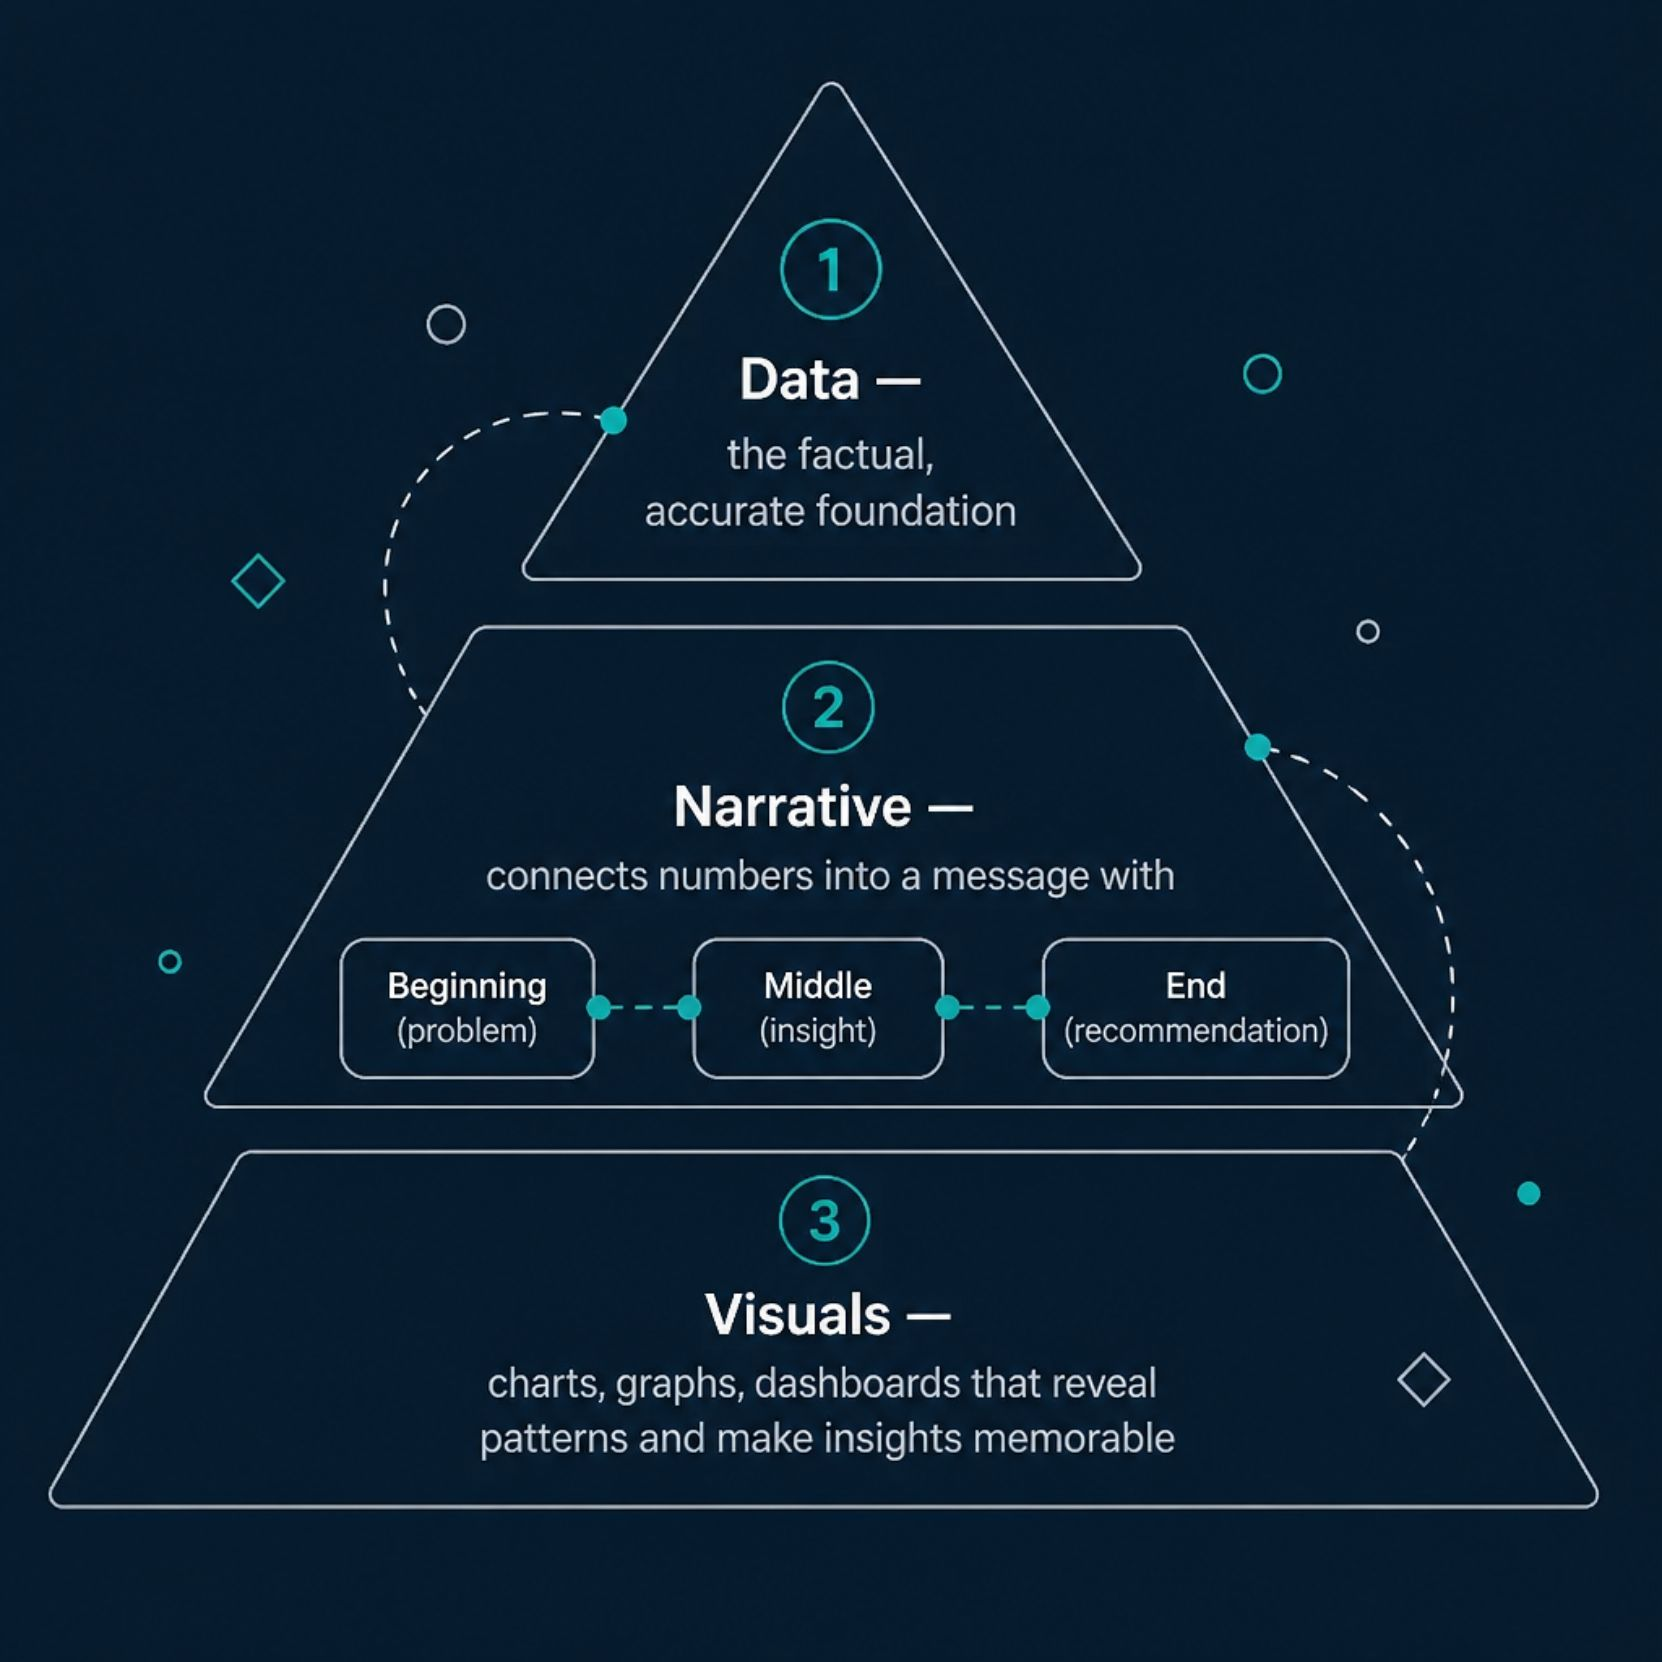 1
Data —
the factual,
accurate foundation
2
Narrative —
connects numbers into a message with
Beginning
(problem)
Middle
(insight)
End
(recommendation)
3
Visuals —
charts, graphs, dashboards that reveal
patterns and make insights memorable